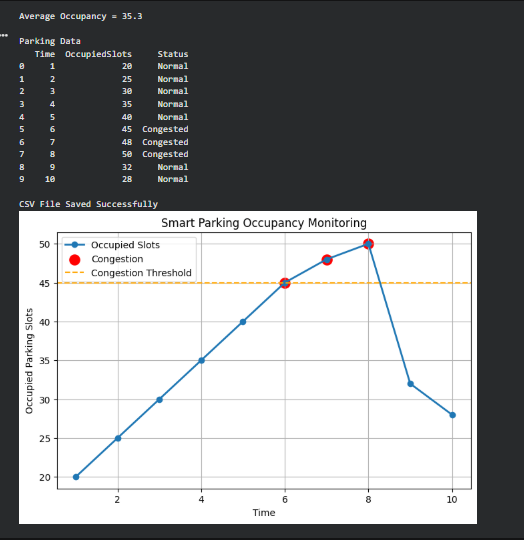 Average Occupancy = 35.3
Parking Data
Time OccupiedSlots Status
0 1 20 Normal
1 2 25 Normal
2 3 30 Normal
3 4 35 Normal
4 5 40 Normal
5 6 45 Congested
6 7 48 Congested
7 8 50 Congested
8 9 32 Normal
9 10 28 Normal
CSV File Saved Successfully
Smart Parking Occupancy Monitoring
Occupied Slots
Congestion
Congestion Threshold
Occupied Parking Slots
50
45
40
35
30
25
20
2 4 6 8 10
Time